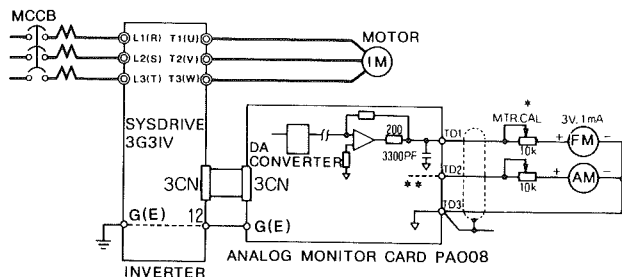 MCCB
L1(R) T1(U)
L2(S) T2(V)
L3(T) T3(W)
MOTOR
IM
SYSDRIVE
3G3IV
DA
CONVERTER
200
3300PF
TD1
*
MTR.CAL
10k
3V, 1mA
+ FM −
TD2
**
10k
+ AM −
TD3
3CN
3CN
G(E) 12
G(E)
INVERTER
ANALOG MONITOR CARD PAO08